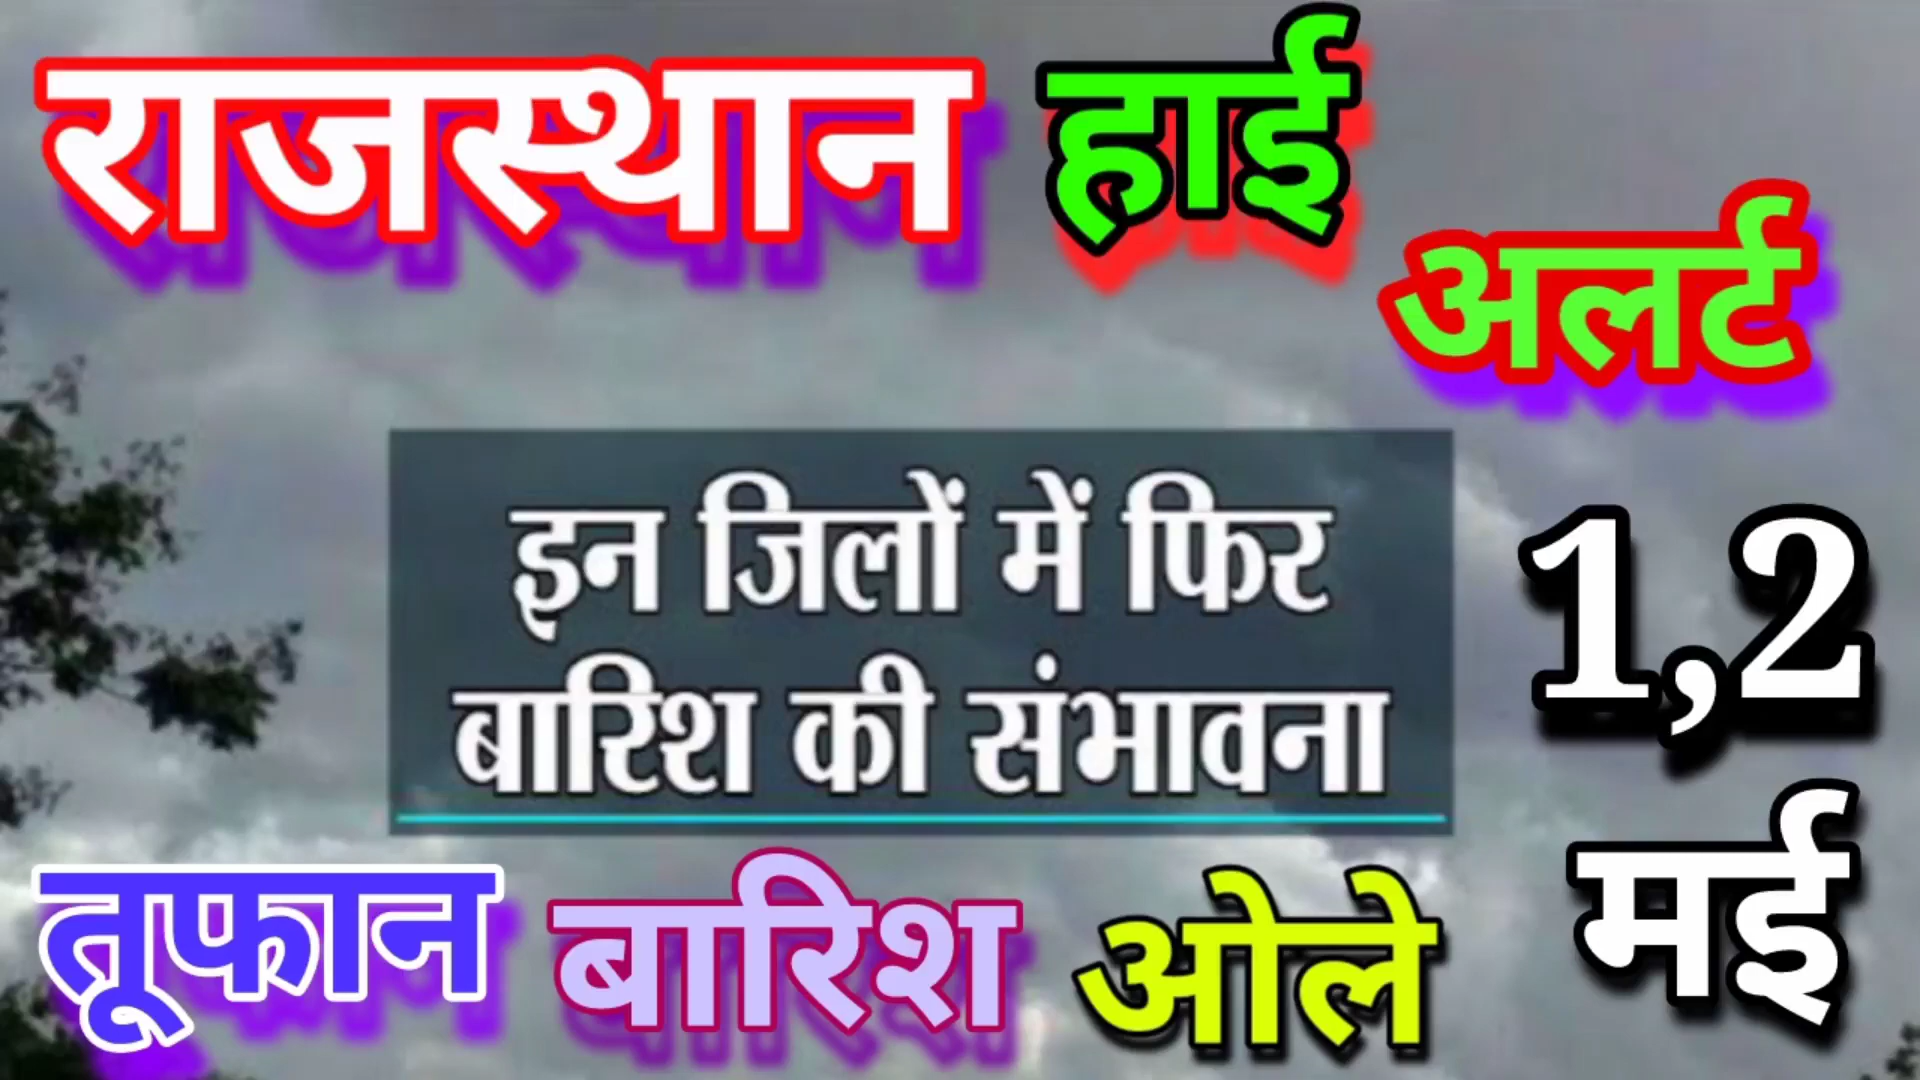 राजस्थान हाई
अलर्ट
इन जिलों में फिर
बारिश की संभावना
1,2
मई
तूफान बारिश ओले